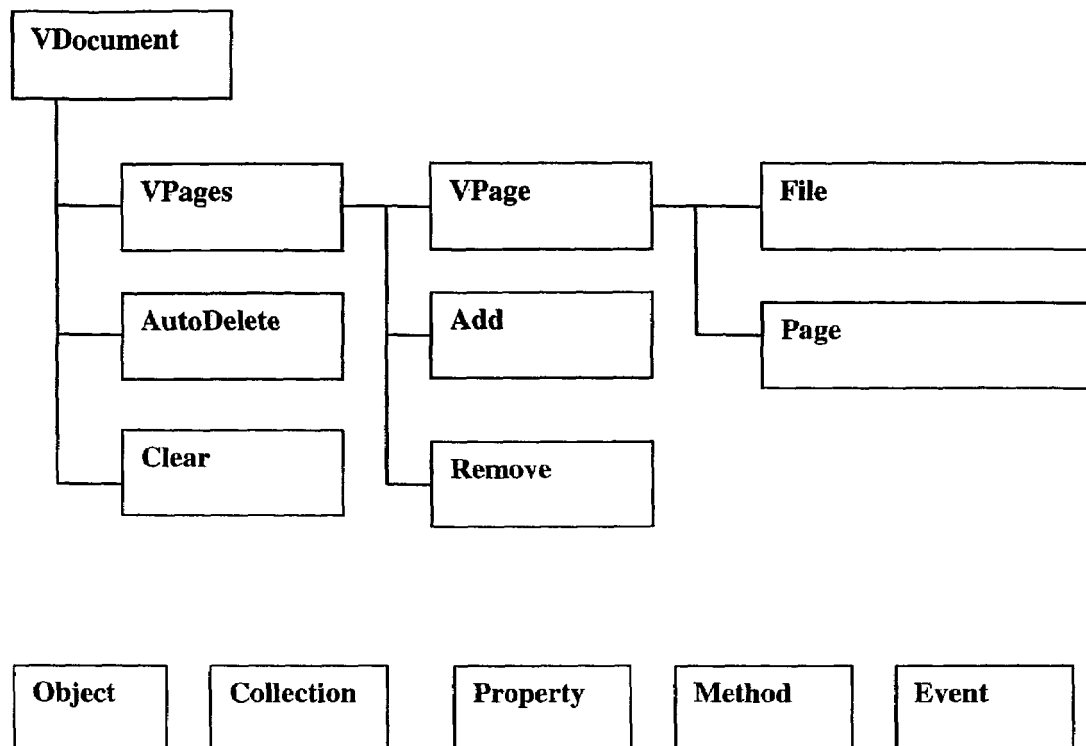 VDocument
VPages
VPage
File
AutoDelete
Add
Page
Clear
Remove
Object
Collection
Property
Method
Event